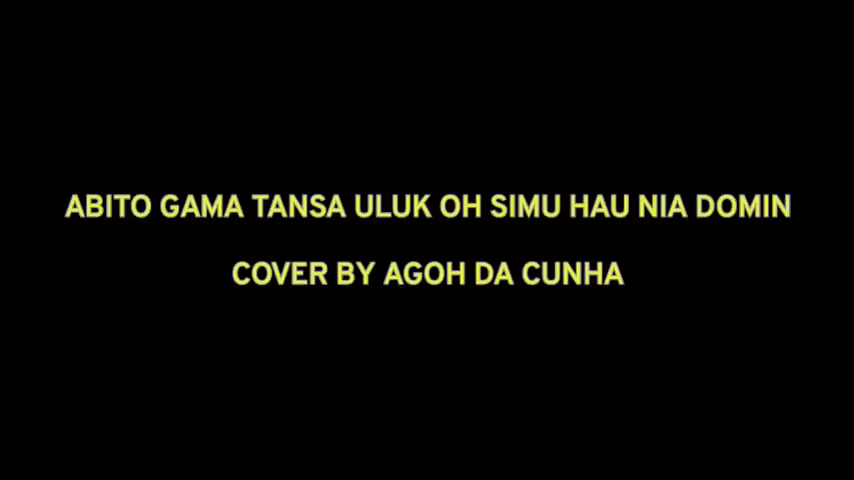 ABITO GAMA TANSA ULUK OH SIMU HAU NIA DOMIN
COVER BY AGOH DA CUNHA